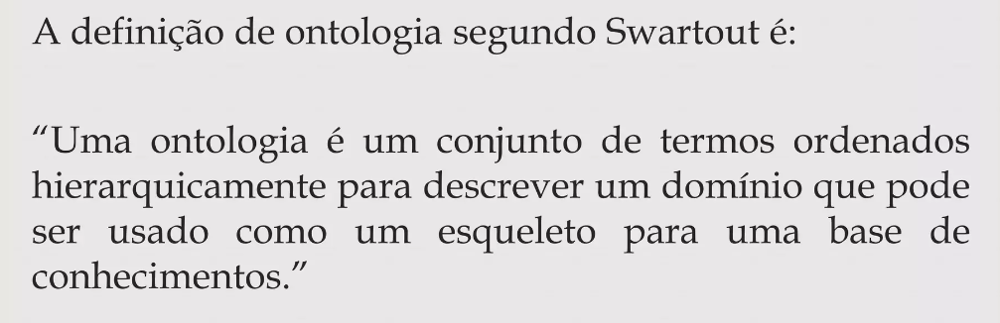 A definição de ontologia segundo Swartout é:
“Uma ontologia é um conjunto de termos ordenados
hierarquicamente para descrever um domínio que pode
ser usado como um esqueleto para uma base de
conhecimentos.”